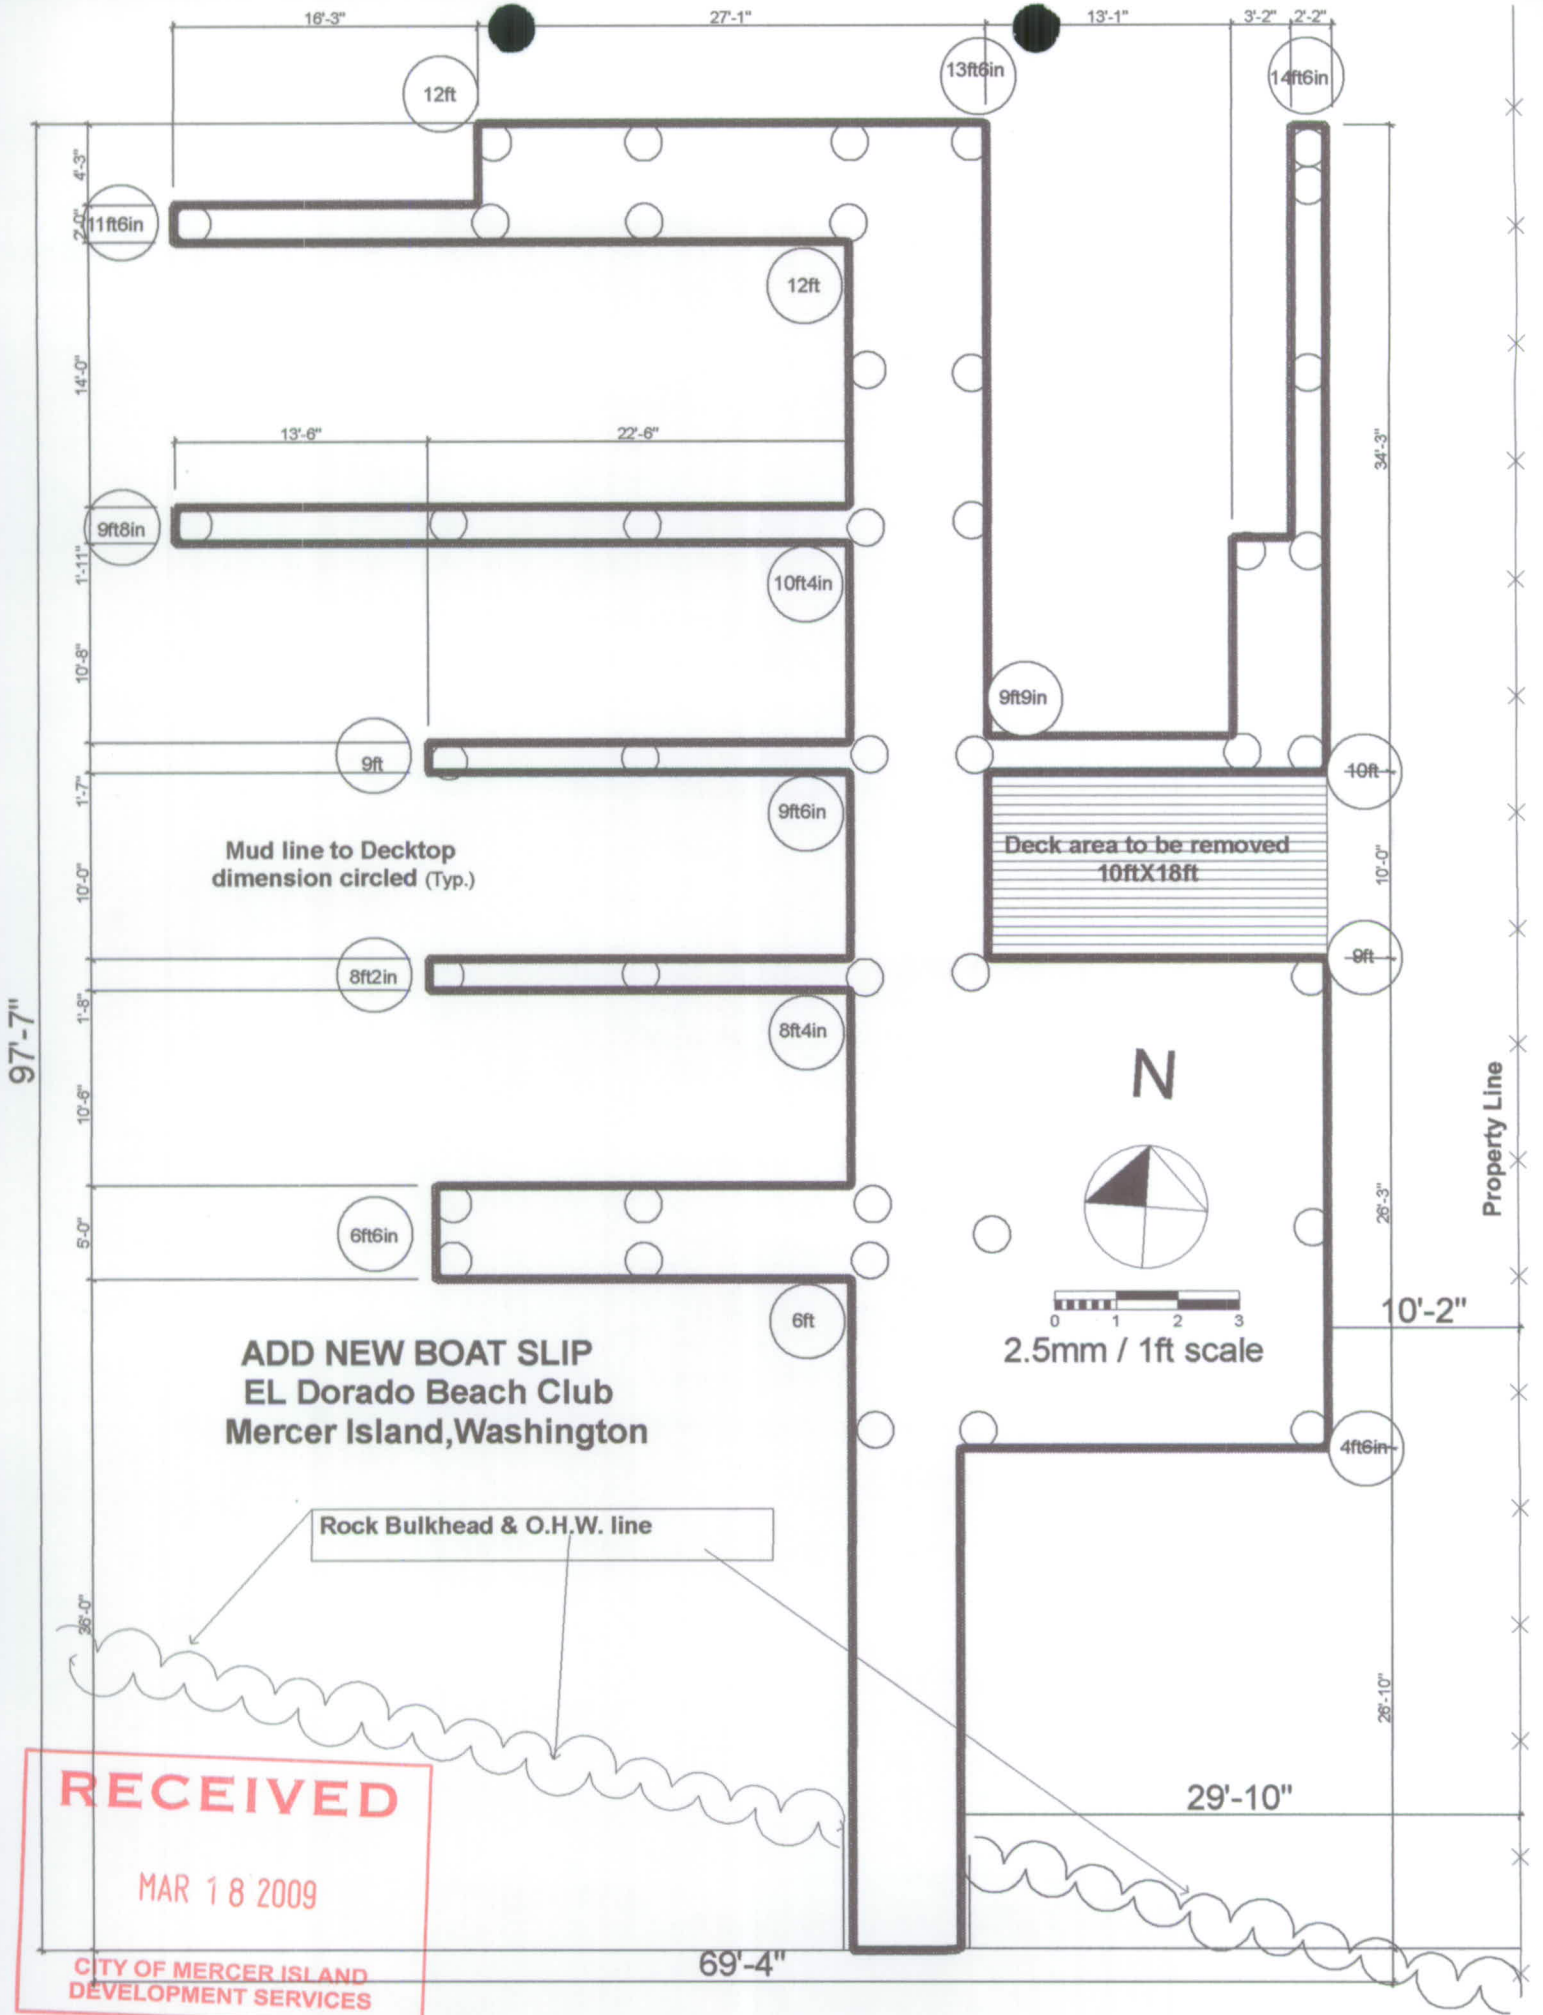 16'-3"
27'-1"
13'-1"
3'-2"
2'-2"
12ft
13ft6in
14ft6in
4'-3"
2'-0"
11ft6in
12ft
14'-0"
13'-6"
22'-6"
34'-3"
9ft8in
1'-11"
10ft4in
10'-8"
9ft9in
9ft
10ft
1'-7"
9ft6in
Mud line to Decktop
dimension circled (Typ.)
Deck area to be removed
10ftX18ft
10'-0"
10'-0"
8ft2in
9ft
1'-8"
8ft4in
97'-7"
N
10'-6"
Property Line
5'-0"
6ft6in
26'-3"
6ft
0 1 2 3
2.5mm / 1ft scale
10'-2"
ADD NEW BOAT SLIP
EL Dorado Beach Club
Mercer Island,Washington
4ft6in
Rock Bulkhead & O.H.W. line
36'-0"
26'-10"
29'-10"
RECEIVED
MAR 18 2009
CITY OF MERCER ISLAND
DEVELOPMENT SERVICES
69'-4"